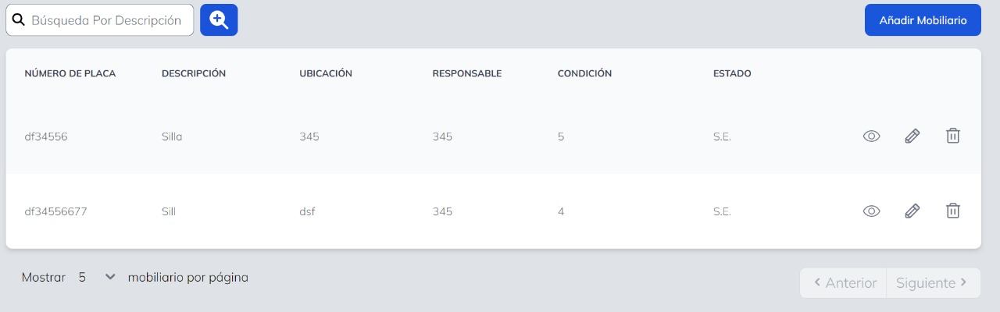 Búsqueda Por Descripción
Añadir Mobiliario
NÚMERO DE PLACA DESCRIPCIÓN UBICACIÓN RESPONSABLE CONDICIÓN ESTADO
df34556 Silla 345 345 5 S.E.
df34556677 Sill dsf 345 4 S.E.
Mostrar 5 mobiliario por página
Anterior Siguiente